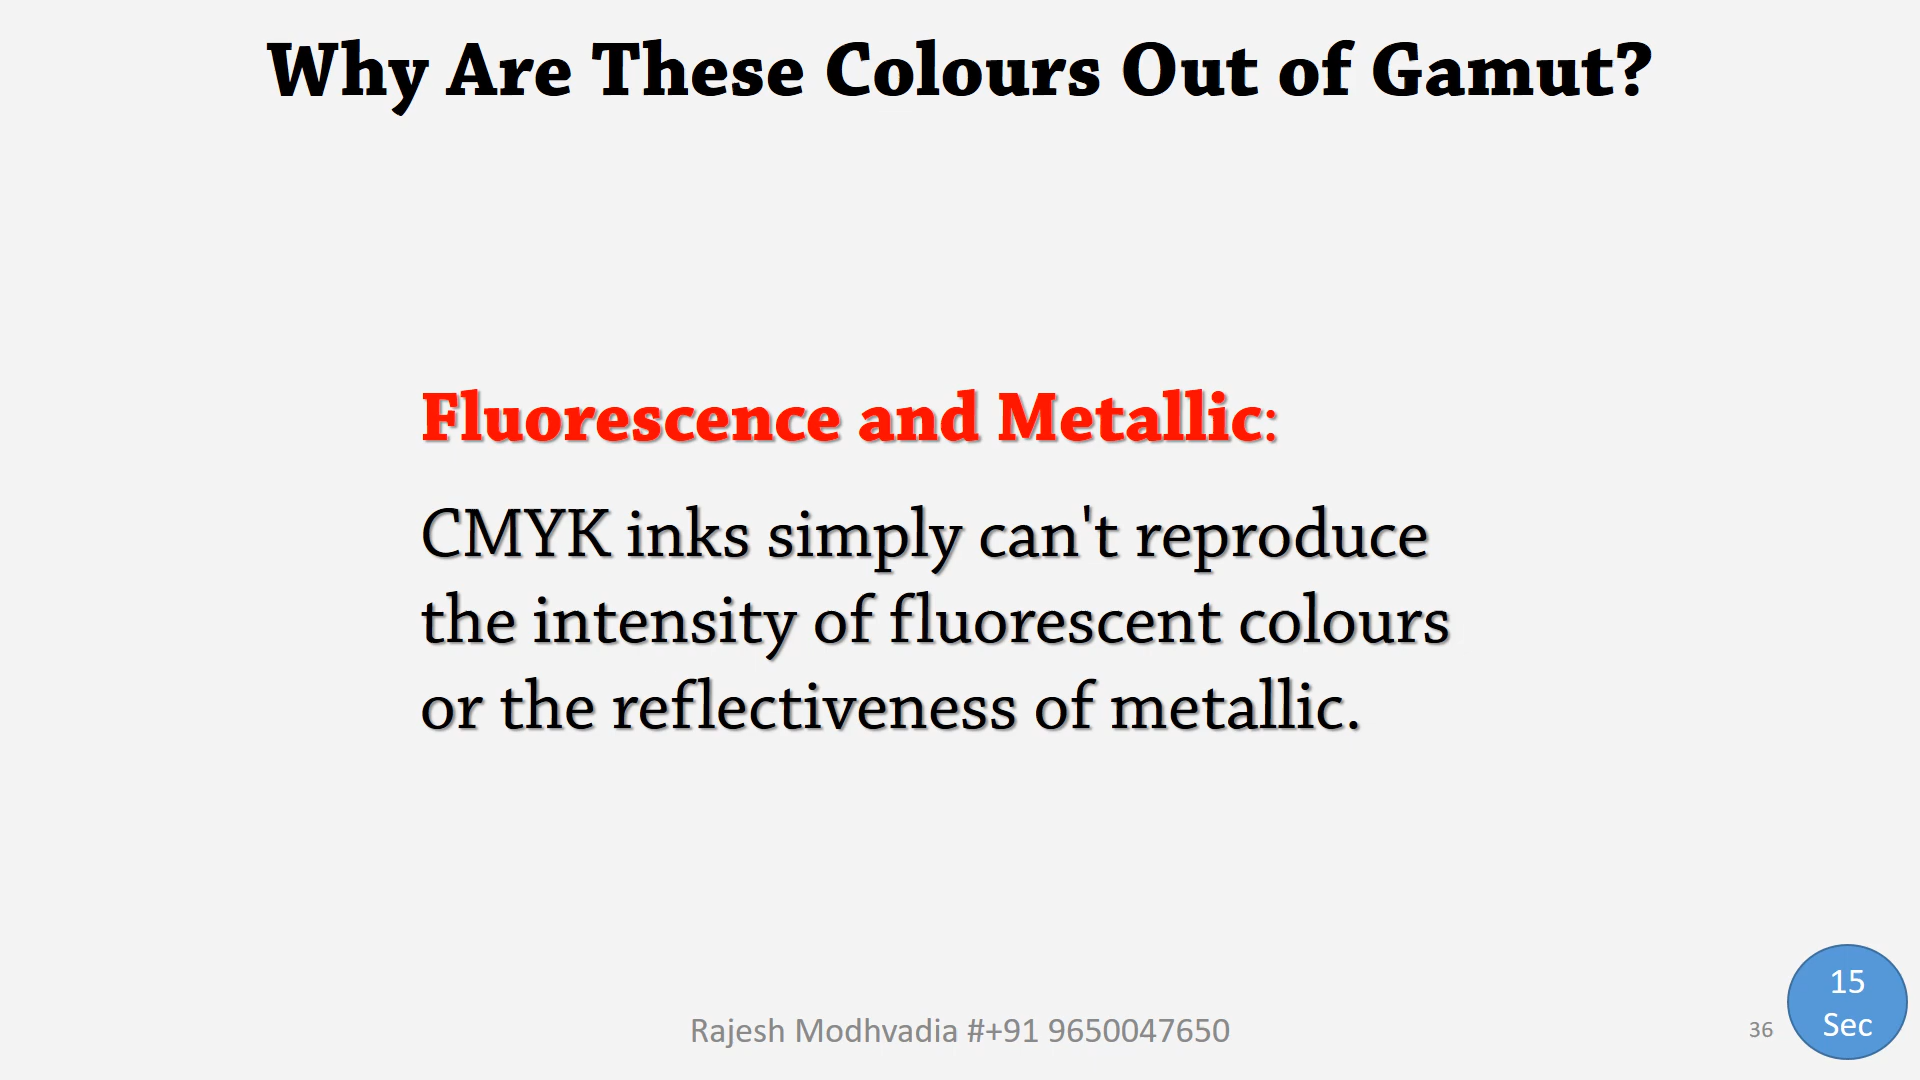 Why Are These Colours Out of Gamut?
Fluorescence and Metallic:
CMYK inks simply can't reproduce
the intensity of fluorescent colours
or the reflectiveness of metallic.
Rajesh Modhvadia #+91 9650047650
36
15
Sec